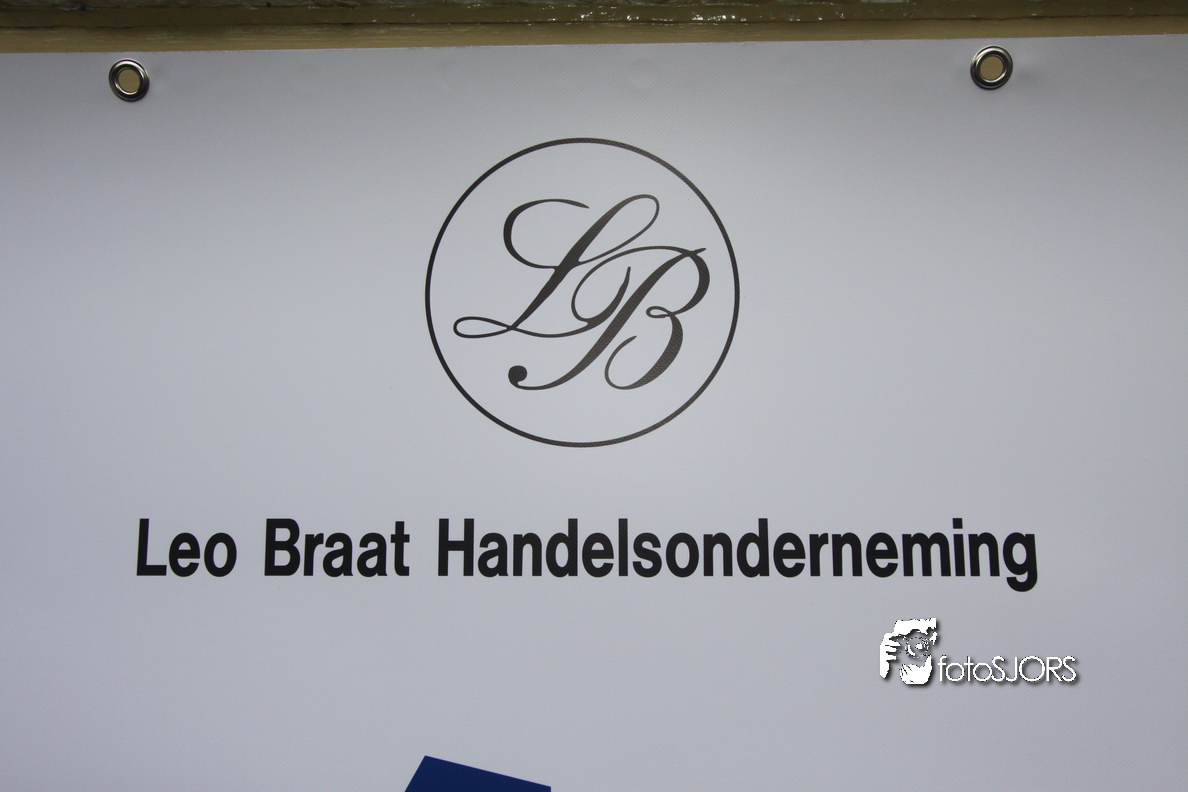 LB
Leo Braat Handelsonderneming
fotoSJORS